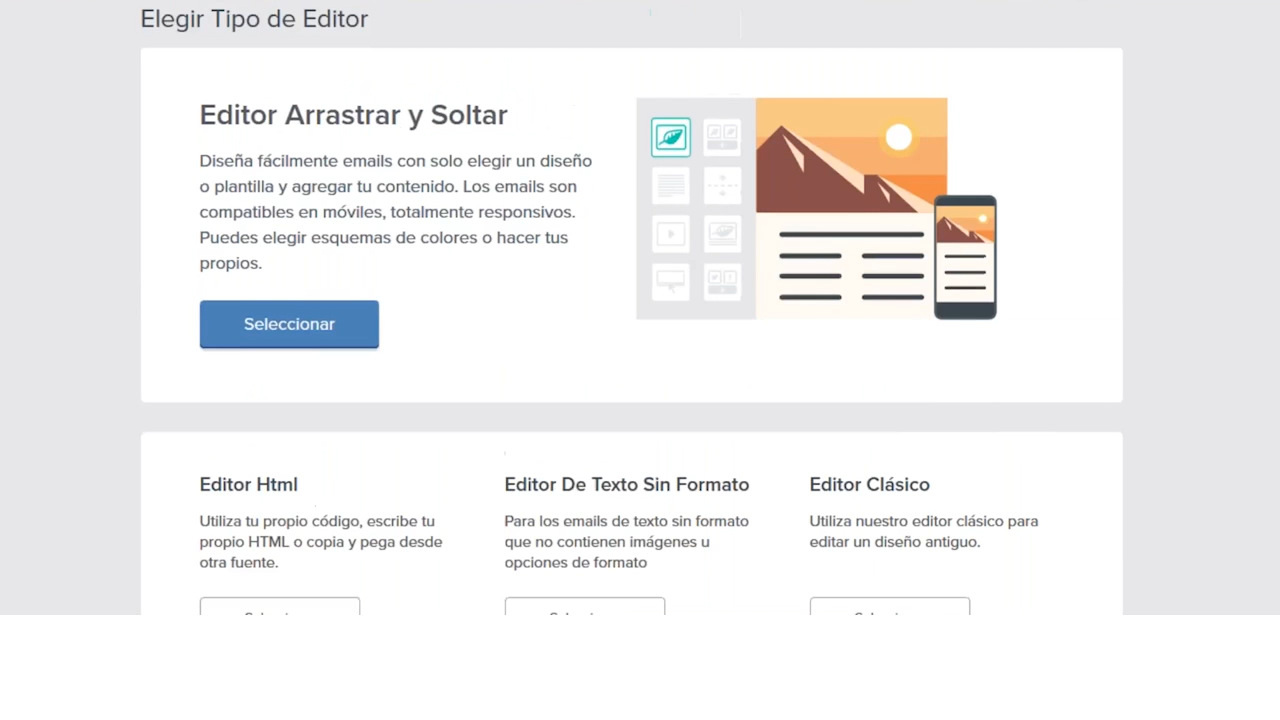 Elegir Tipo de Editor
Editor Arrastrar y Soltar
Diseña fácilmente emails con solo elegir un diseño
o plantilla y agregar tu contenido. Los emails son
compatibles en móviles, totalmente responsivos.
Puedes elegir esquemas de colores o hacer tus
propios.
Seleccionar
Editor Html
Utiliza tu propio código, escribe tu
propio HTML o copia y pega desde
otra fuente.
Editor De Texto Sin Formato
Para los emails de texto sin formato
que no contienen imágenes u
opciones de formato
Editor Clásico
Utiliza nuestro editor clásico para
editar un diseño antiguo.